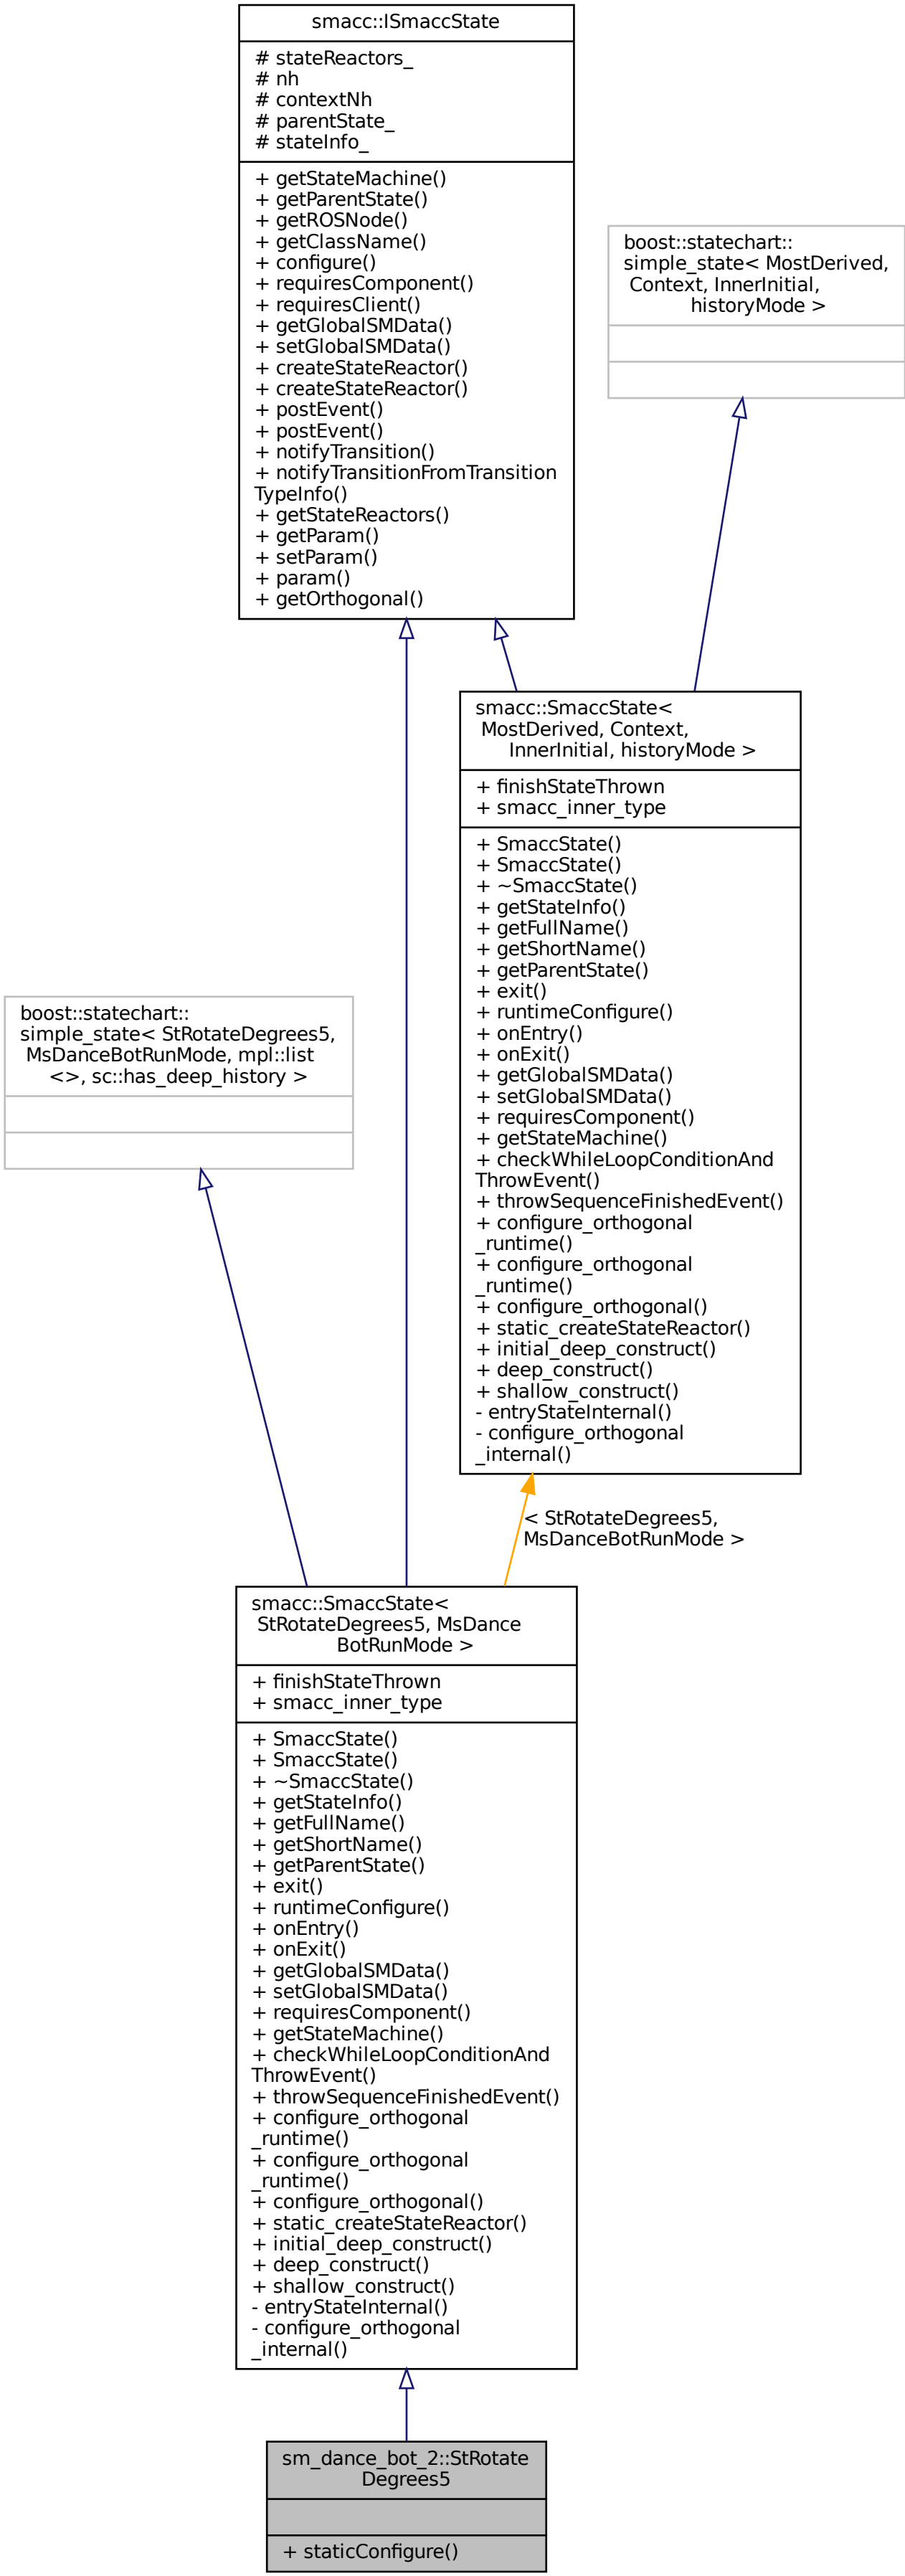 smacc::ISmaccState
# stateReactors_
# nh
# contextNh
# parentState_
# stateInfo_
+ getStateMachine()
+ getParentState()
+ getROSNode()
+ getClassName()
+ configure()
+ requiresComponent()
+ requiresClient()
+ getGlobalSMData()
+ setGlobalSMData()
+ createStateReactor()
+ createStateReactor()
+ postEvent()
+ postEvent()
+ notifyTransition()
+ notifyTransitionFromTransition
TypeInfo()
+ getStateReactors()
+ getParam()
+ setParam()
+ param()
+ getOrthogonal()
boost::statechart::
simple_state< MostDerived,
Context, InnerInitial,
historyMode >
smacc::SmaccState<
MostDerived, Context,
InnerInitial, historyMode >
+ finishStateThrown
+ smacc_inner_type
+ SmaccState()
+ SmaccState()
+ ~SmaccState()
+ getStateInfo()
+ getFullName()
+ getShortName()
+ getParentState()
+ exit()
+ runtimeConfigure()
+ onEntry()
+ onExit()
+ getGlobalSMData()
+ setGlobalSMData()
+ requiresComponent()
+ getStateMachine()
+ checkWhileLoopConditionAnd
ThrowEvent()
+ throwSequenceFinishedEvent()
+ configure_orthogonal
_runtime()
+ configure_orthogonal
_runtime()
+ configure_orthogonal()
+ static_createStateReactor()
+ initial_deep_construct()
+ deep_construct()
+ shallow_construct()
- entryStateInternal()
- configure_orthogonal
_internal()
boost::statechart::
simple_state< StRotateDegrees5,
MsDanceBotRunMode, mpl::list
<>, sc::has_deep_history >
< StRotateDegrees5,
MsDanceBotRunMode >
smacc::SmaccState<
StRotateDegrees5, MsDance
BotRunMode >
+ finishStateThrown
+ smacc_inner_type
+ SmaccState()
+ SmaccState()
+ ~SmaccState()
+ getStateInfo()
+ getFullName()
+ getShortName()
+ getParentState()
+ exit()
+ runtimeConfigure()
+ onEntry()
+ onExit()
+ getGlobalSMData()
+ setGlobalSMData()
+ requiresComponent()
+ getStateMachine()
+ checkWhileLoopConditionAnd
ThrowEvent()
+ throwSequenceFinishedEvent()
+ configure_orthogonal
_runtime()
+ configure_orthogonal
_runtime()
+ configure_orthogonal()
+ static_createStateReactor()
+ initial_deep_construct()
+ deep_construct()
+ shallow_construct()
- entryStateInternal()
- configure_orthogonal
_internal()
sm_dance_bot_2::StRotate
Degrees5
+ staticConfigure()